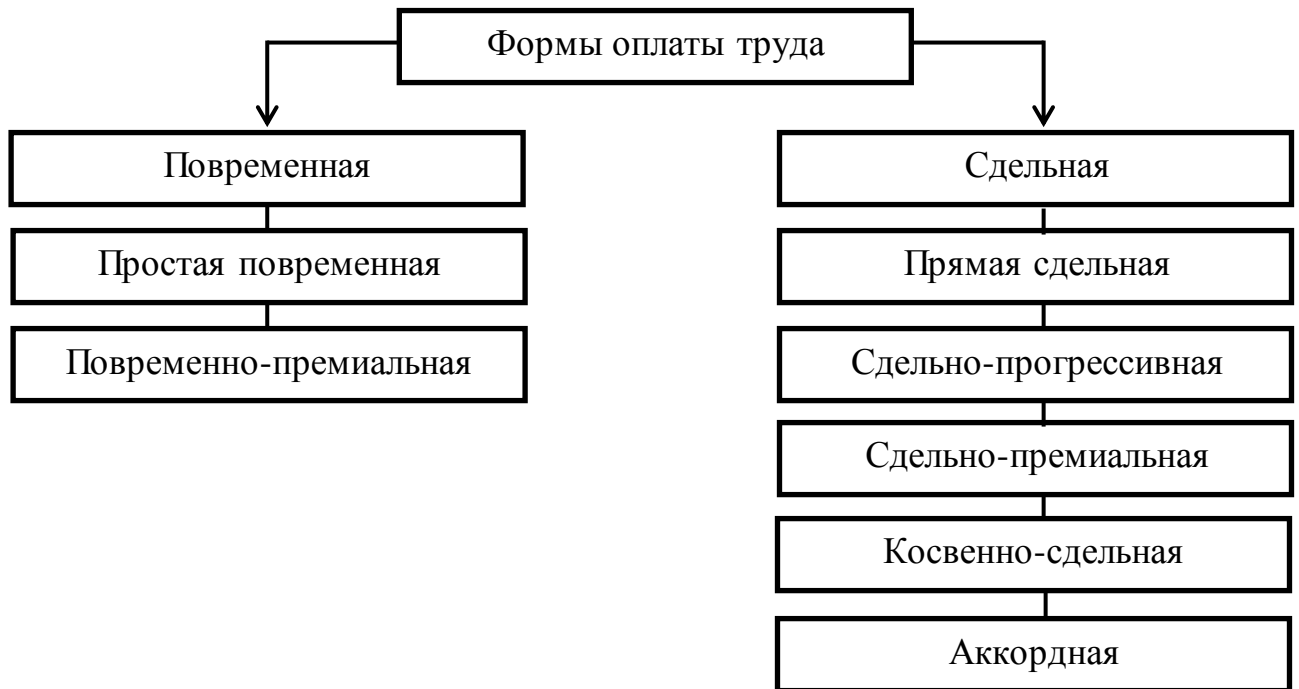 Формы оплаты труда
Повременная
Сдельная
Простая повременная
Прямая сдельная
Повременно-премиальная
Сдельно-прогрессивная
Сдельно-премиальная
Косвенно-сдельная
Аккордная